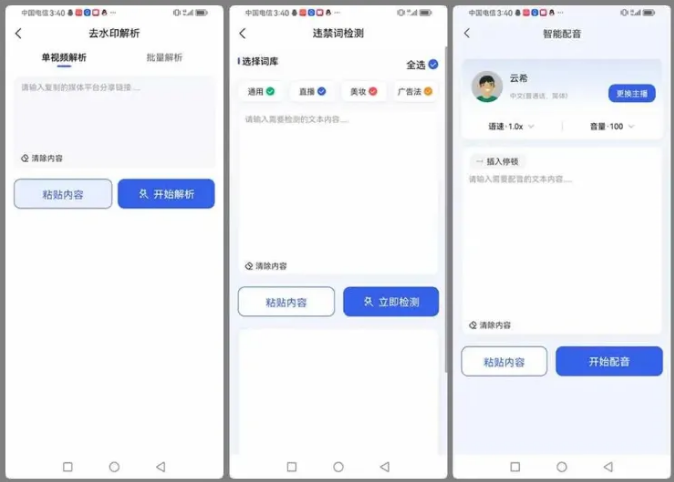 中国电信 3:40
去水印解析
单视频解析
批量解析
请输入复制的媒体平台分享链接....
清除内容
粘贴内容
开始解析
中国电信 3:40
违禁词检测
选择词库
全选
通用
直播
美妆
广告法
请输入需要检测的文本内容....
清除内容
粘贴内容
立即检测
中国电信 3:40
智能配音
云希
中文(普通话、简体)
更换主播
语速·1.0x
音量·100
插入停顿
请输入需要配音的文本内容....
清除内容
粘贴内容
开始配音